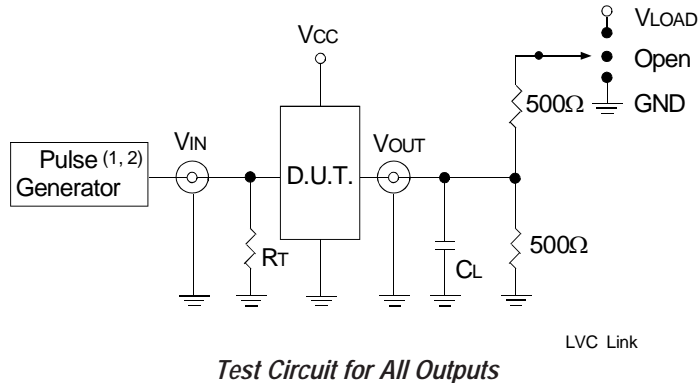 VLOAD
VCC
Open
500Ω
GND
VIN
VOUT
Pulse (1, 2)
Generator
D.U.T.
RT
CL
500Ω
LVC Link
Test Circuit for All Outputs